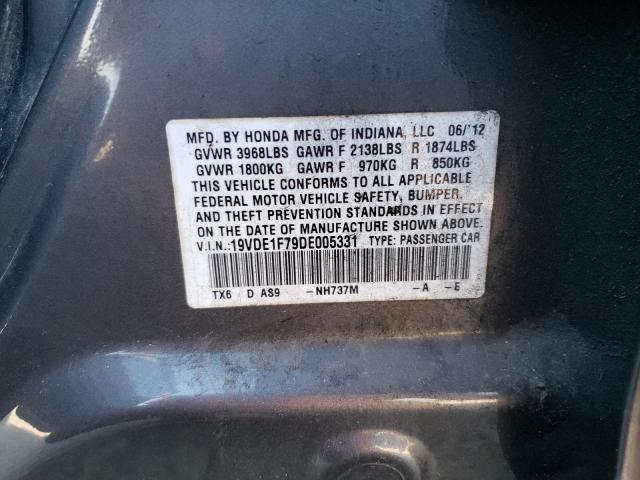 MFD. BY HONDA MFG. OF INDIANA, LLC 06/'12
GVWR 3968LBS GAWR F 2138LBS R 1874LBS
GVWR 1800KG GAWR F 970KG R 850KG
THIS VEHICLE CONFORMS TO ALL APPLICABLE
FEDERAL MOTOR VEHICLE SAFETY, BUMPER,
AND THEFT PREVENTION STANDARDS IN EFFECT
ON THE DATE OF MANUFACTURE SHOWN ABOVE.
V.I.N.:19VDE1F79DE005331 TYPE: PASSENGER CAR
TX6 D AS9 -NH737M -A -E